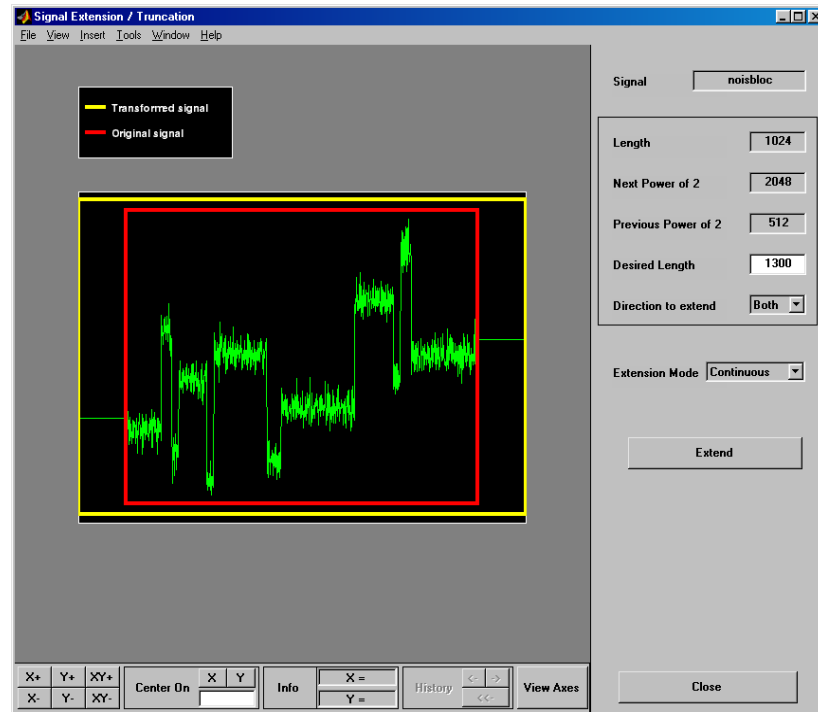 Signal Extension / Truncation
File View Insert Tools Window Help
Transformed signal
Original signal
Signal noisbloc
Length 1024
Next Power of 2 2048
Previous Power of 2 512
Desired Length 1300
Direction to extend Both
Extension Mode Continuous
Extend
X+ Y+ XY+
X- Y- XY-
Center On X Y
Info X =
Y =
History <- ->
<<-
View Axes
Close